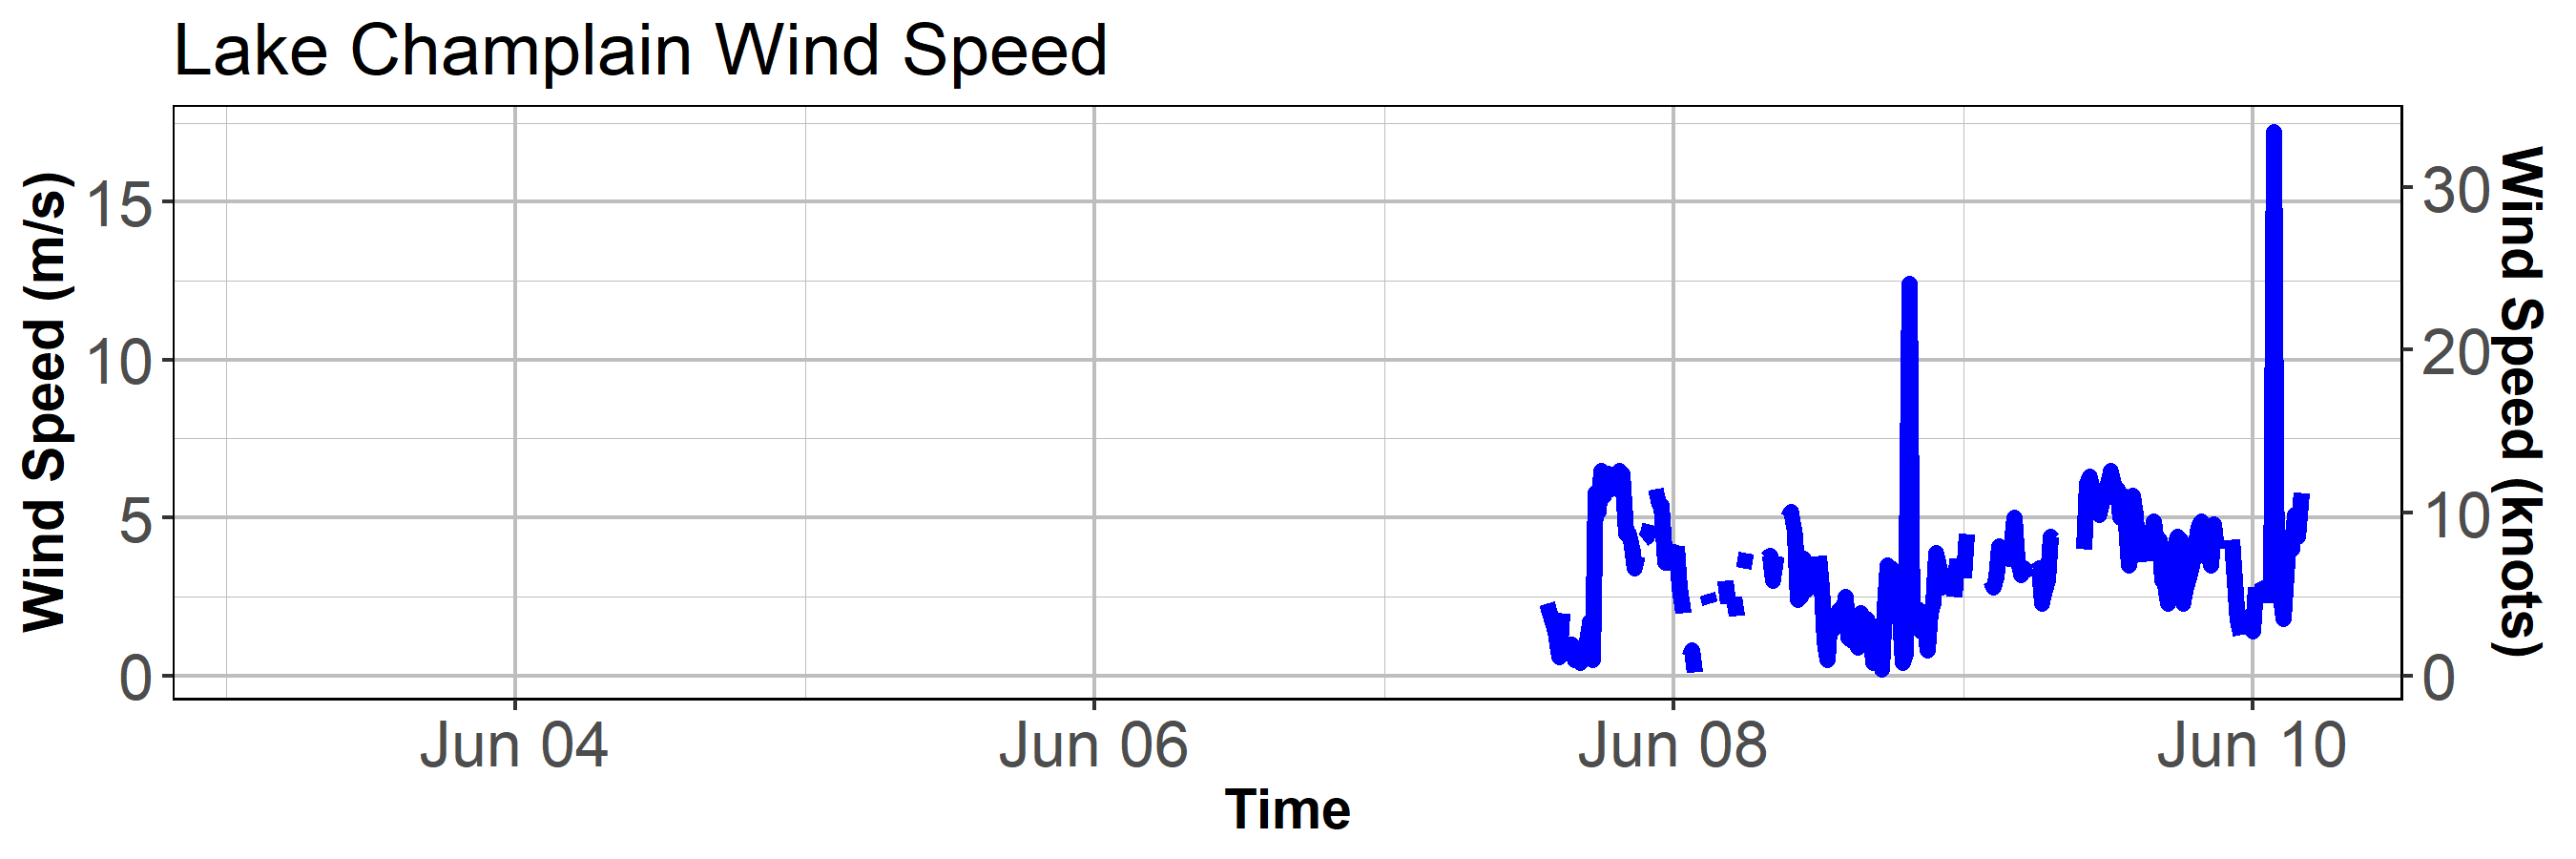 Lake Champlain Wind Speed
Wind Speed (m/s)
15
10
5
0
30
20
10
0
Wind Speed (knots)
Jun 04
Jun 06
Jun 08
Jun 10
Time